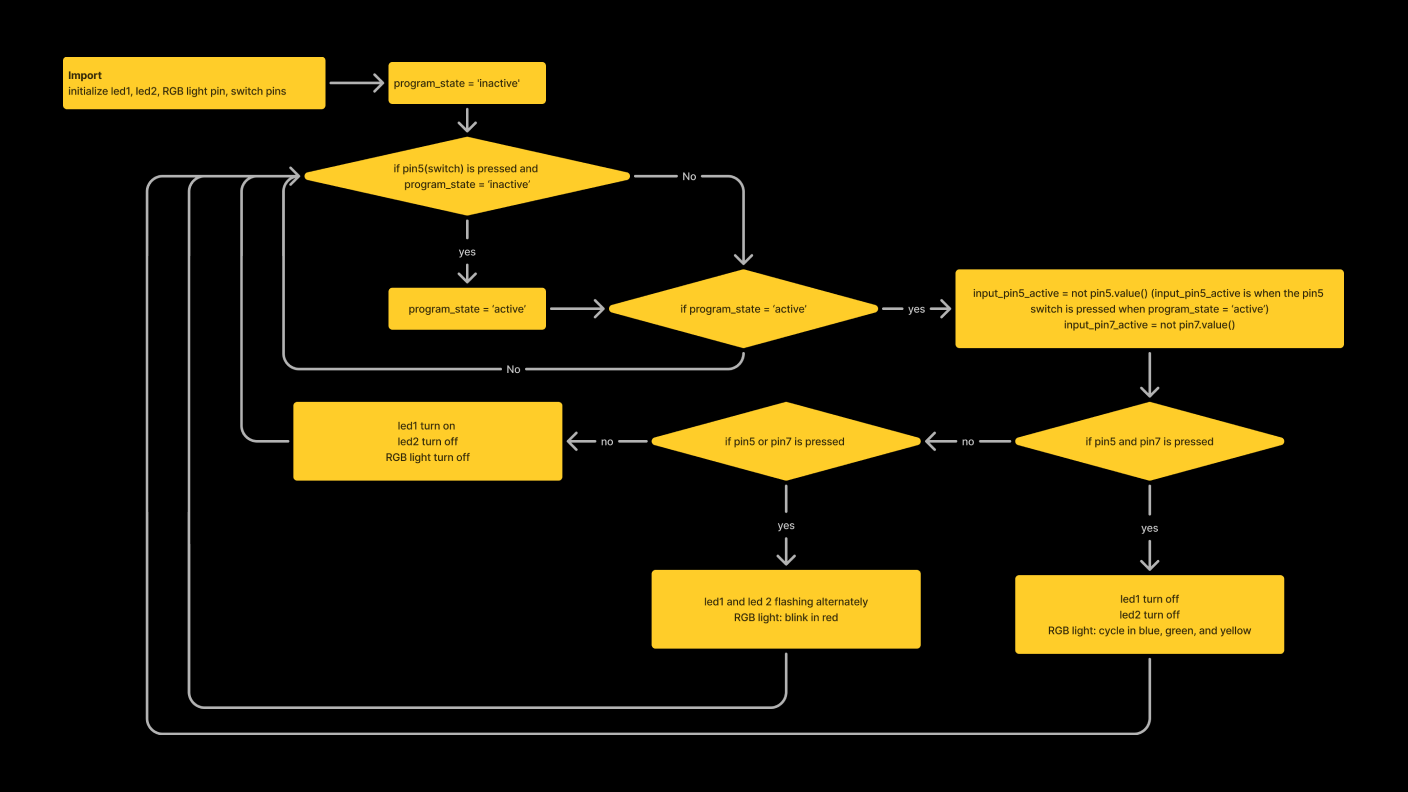 Import
initialize led1, led2, RGB light pin, switch pins
program_state = 'inactive'
if pin5(switch) is pressed and
program_state = ‘inactive’
No
yes
program_state = ‘active’
if program_state = ‘active’
yes
input_pin5_active = not pin5.value() (input_pin5_active is when the pin5
switch is pressed when program_state = ‘active’)
input_pin7_active = not pin7.value()
No
led1 turn on
led2 turn off
RGB light turn off
no
if pin5 or pin7 is pressed
no
if pin5 and pin7 is pressed
yes
yes
led1 and led 2 flashing alternately
RGB light: blink in red
led1 turn off
led2 turn off
RGB light: cycle in blue, green, and yellow